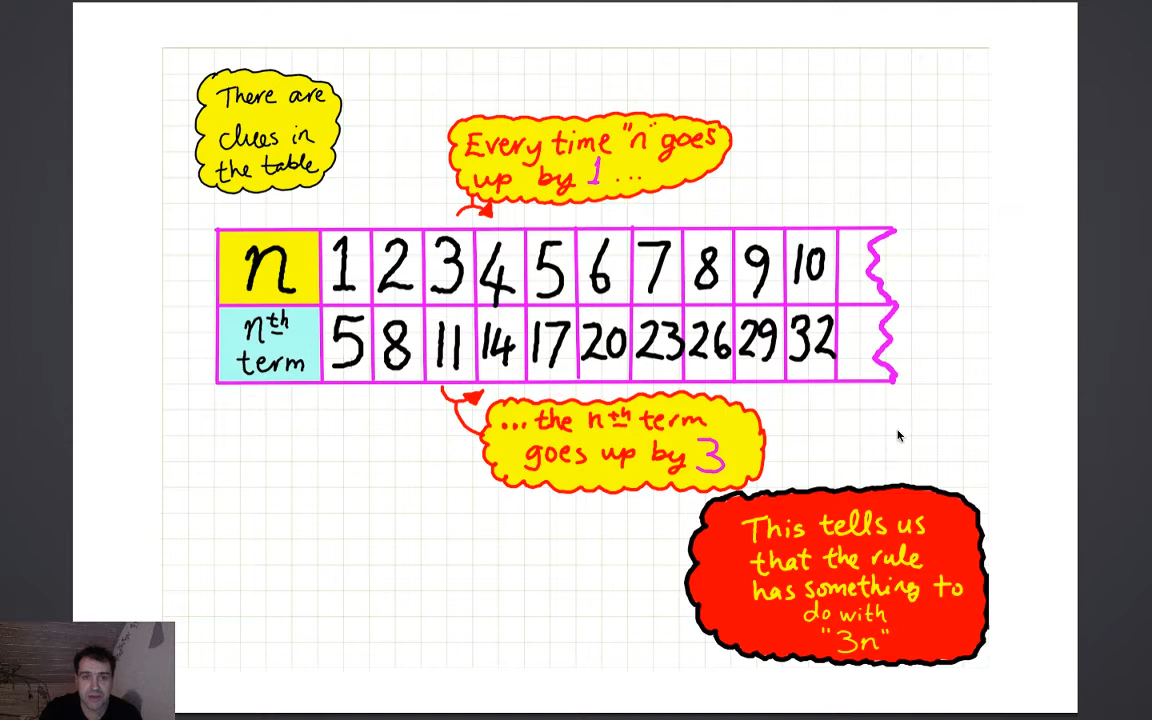 There are
clues in
the table
Every time "n" goes
up by 1 ...
n 1 2 3 4 5 6 7 8 9 10
nth term 5 8 11 14 17 20 23 26 29 32
...the nth term
goes up by 3
This tells us
that the rule
has something to
do with
"3n"